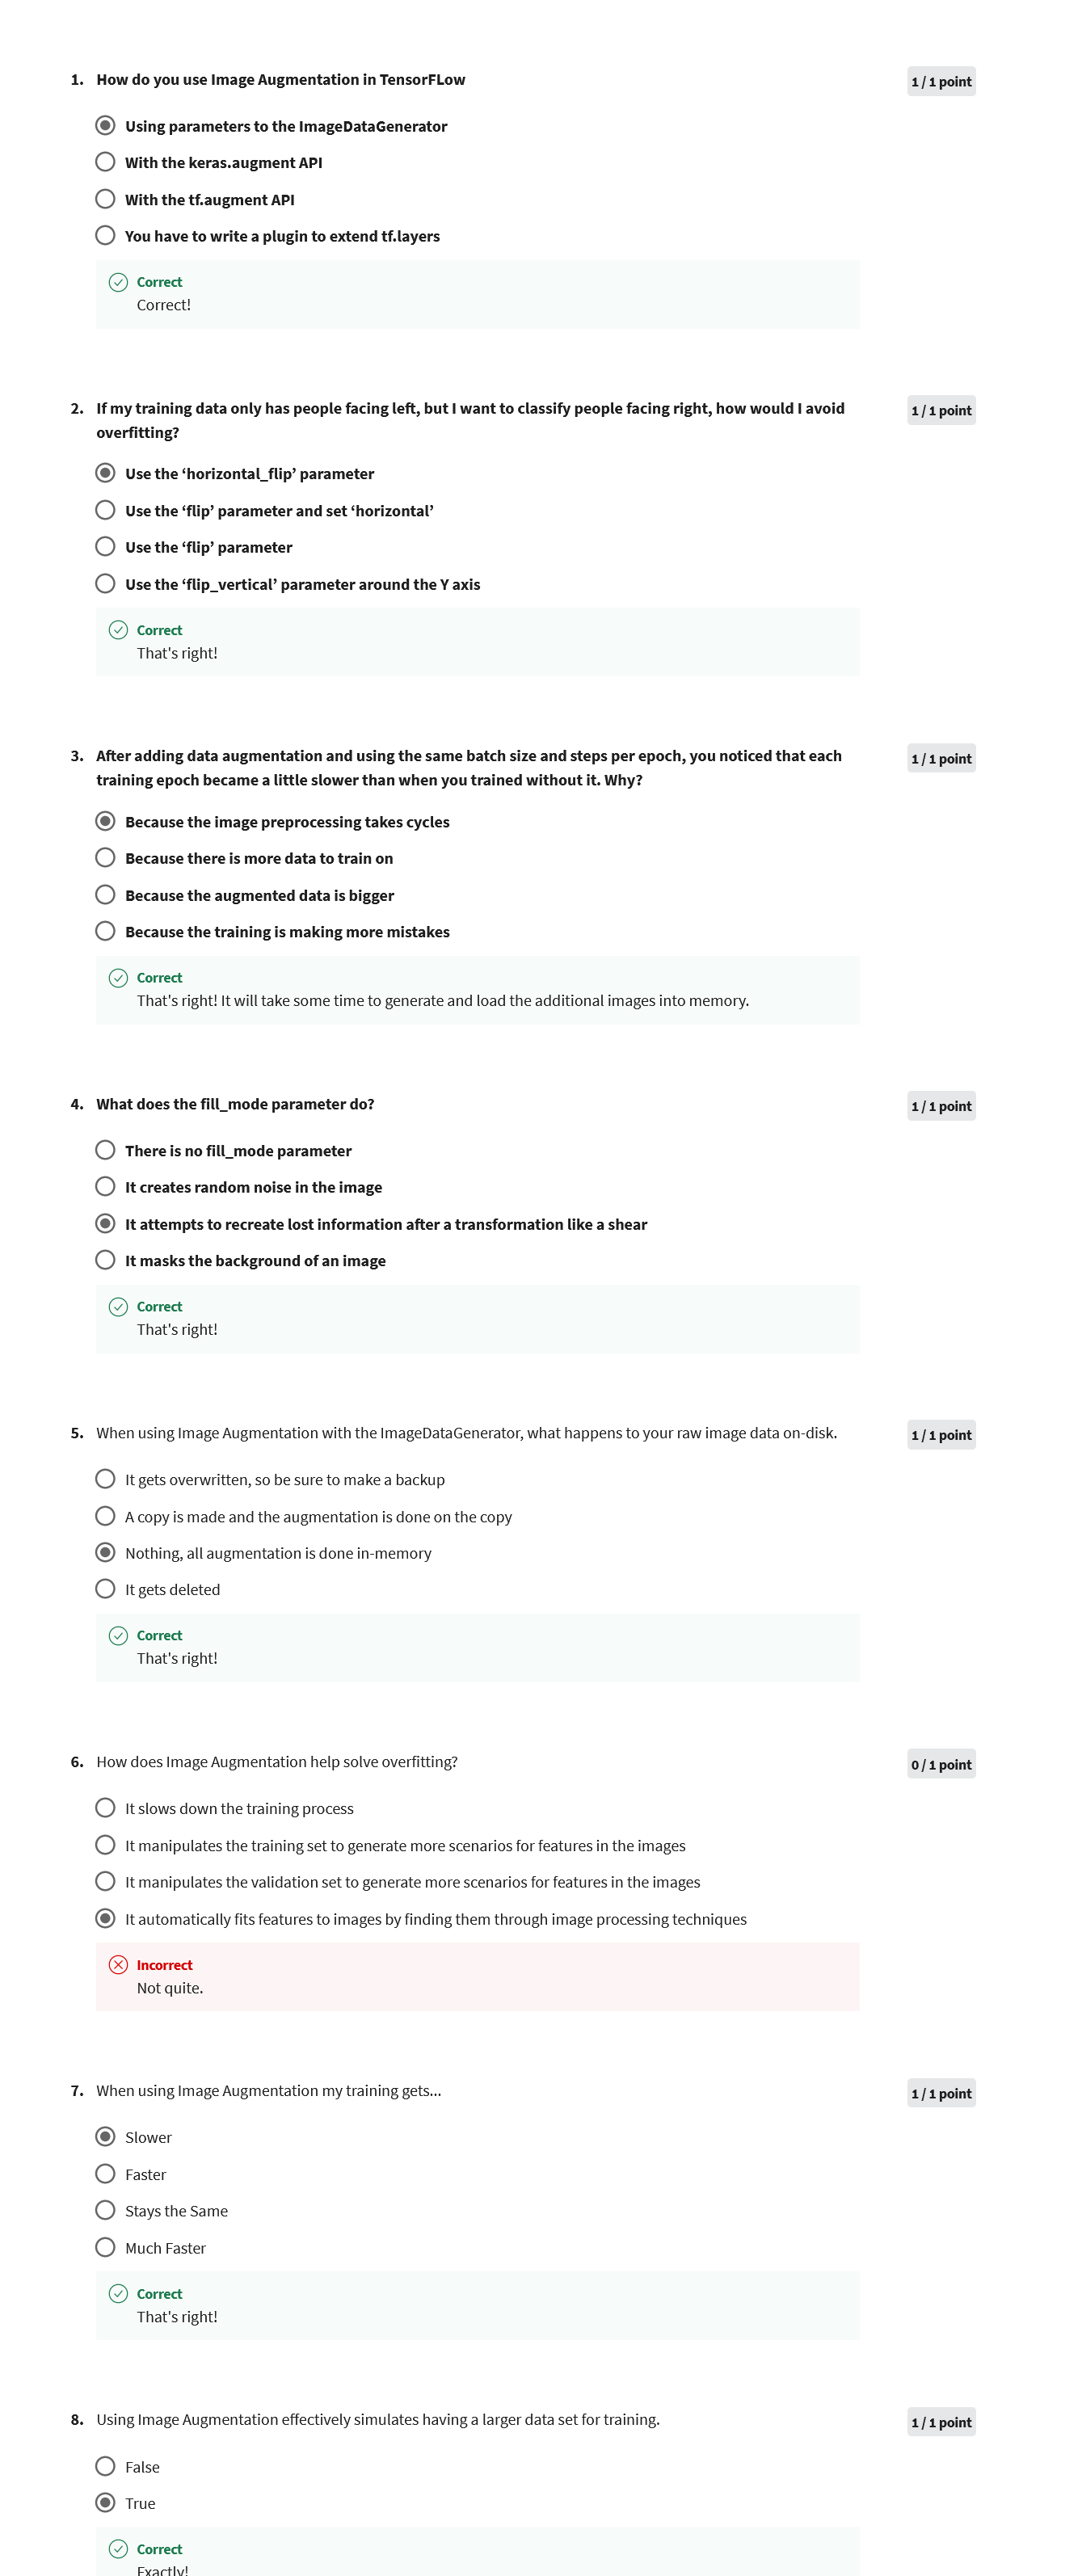 1. How do you use Image Augmentation in TensorFLow
1 / 1 point
Using parameters to the ImageDataGenerator
With the keras.augment API
With the tf.augment API
You have to write a plugin to extend tf.layers
Correct
Correct!
2. If my training data only has people facing left, but I want to classify people facing right, how would I avoid
overfitting?
1 / 1 point
Use the ‘horizontal_flip’ parameter
Use the ‘flip’ parameter and set ‘horizontal’
Use the ‘flip’ parameter
Use the ‘flip_vertical’ parameter around the Y axis
Correct
That's right!
3. After adding data augmentation and using the same batch size and steps per epoch, you noticed that each
training epoch became a little slower than when you trained without it. Why?
1 / 1 point
Because the image preprocessing takes cycles
Because there is more data to train on
Because the augmented data is bigger
Because the training is making more mistakes
Correct
That's right! It will take some time to generate and load the additional images into memory.
4. What does the fill_mode parameter do?
1 / 1 point
There is no fill_mode parameter
It creates random noise in the image
It attempts to recreate lost information after a transformation like a shear
It masks the background of an image
Correct
That's right!
5. When using Image Augmentation with the ImageDataGenerator, what happens to your raw image data on-disk.
1 / 1 point
It gets overwritten, so be sure to make a backup
A copy is made and the augmentation is done on the copy
Nothing, all augmentation is done in-memory
It gets deleted
Correct
That's right!
6. How does Image Augmentation help solve overfitting?
0 / 1 point
It slows down the training process
It manipulates the training set to generate more scenarios for features in the images
It manipulates the validation set to generate more scenarios for features in the images
It automatically fits features to images by finding them through image processing techniques
Incorrect
Not quite.
7. When using Image Augmentation my training gets...
1 / 1 point
Slower
Faster
Stays the Same
Much Faster
Correct
That's right!
8. Using Image Augmentation effectively simulates having a larger data set for training.
1 / 1 point
False
True
Correct
Exactly!